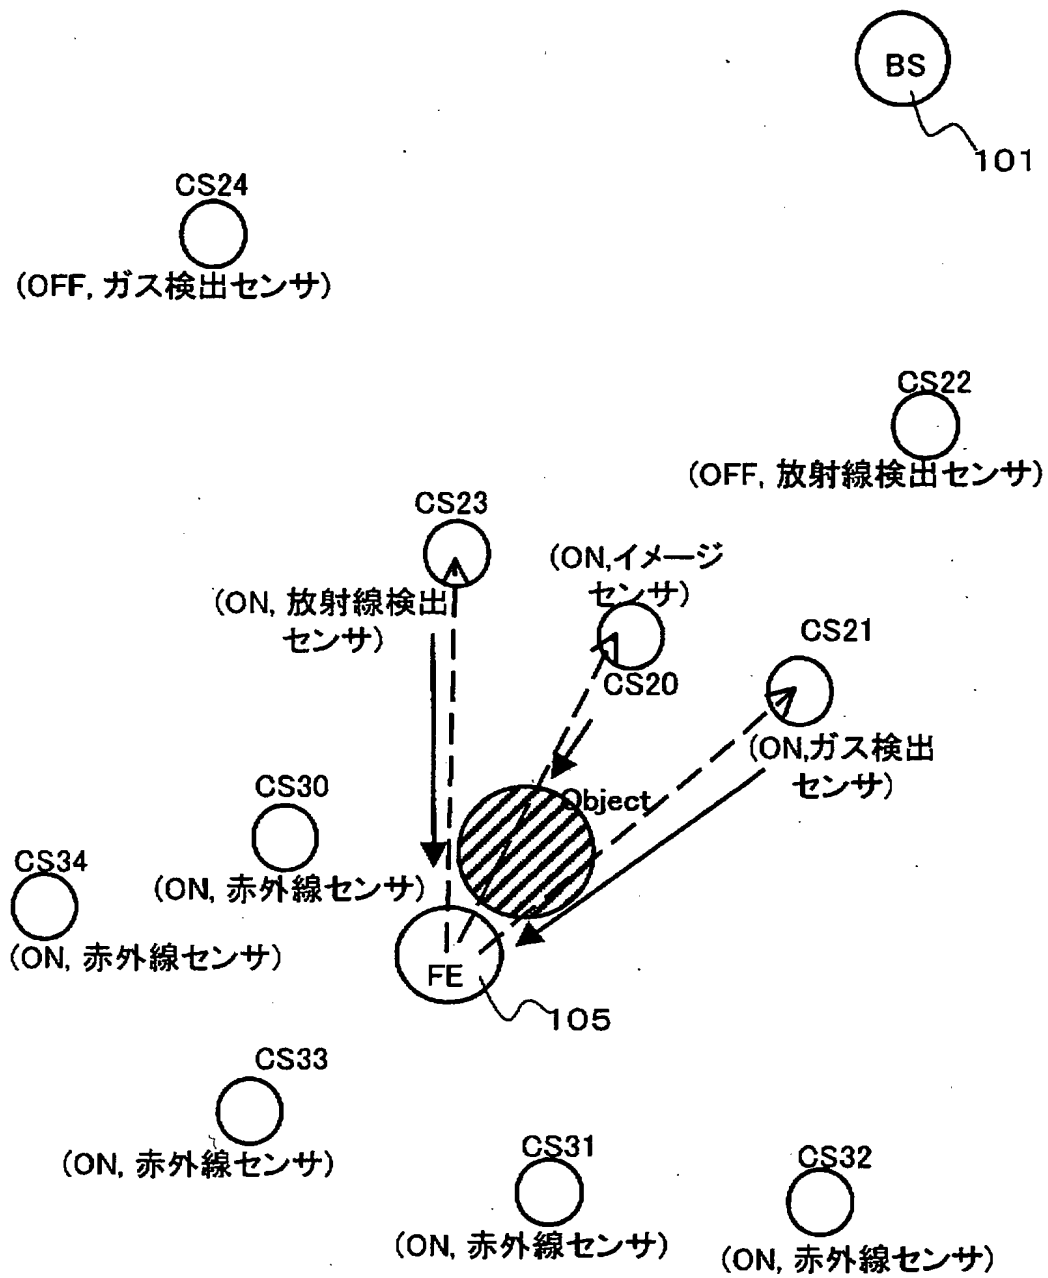 BS
101
CS24
(OFF, ガス検出センサ)
CS22
(OFF, 放射線検出センサ)
CS23
(ON, 放射線検出
センサ)
(ON,イメージ
センサ)
CS20
CS21
(ON,ガス検出
センサ)
Object
CS30
(ON, 赤外線センサ)
CS34
(ON, 赤外線センサ)
FE
105
CS33
(ON, 赤外線センサ)
CS31
(ON, 赤外線センサ)
CS32
(ON, 赤外線センサ)